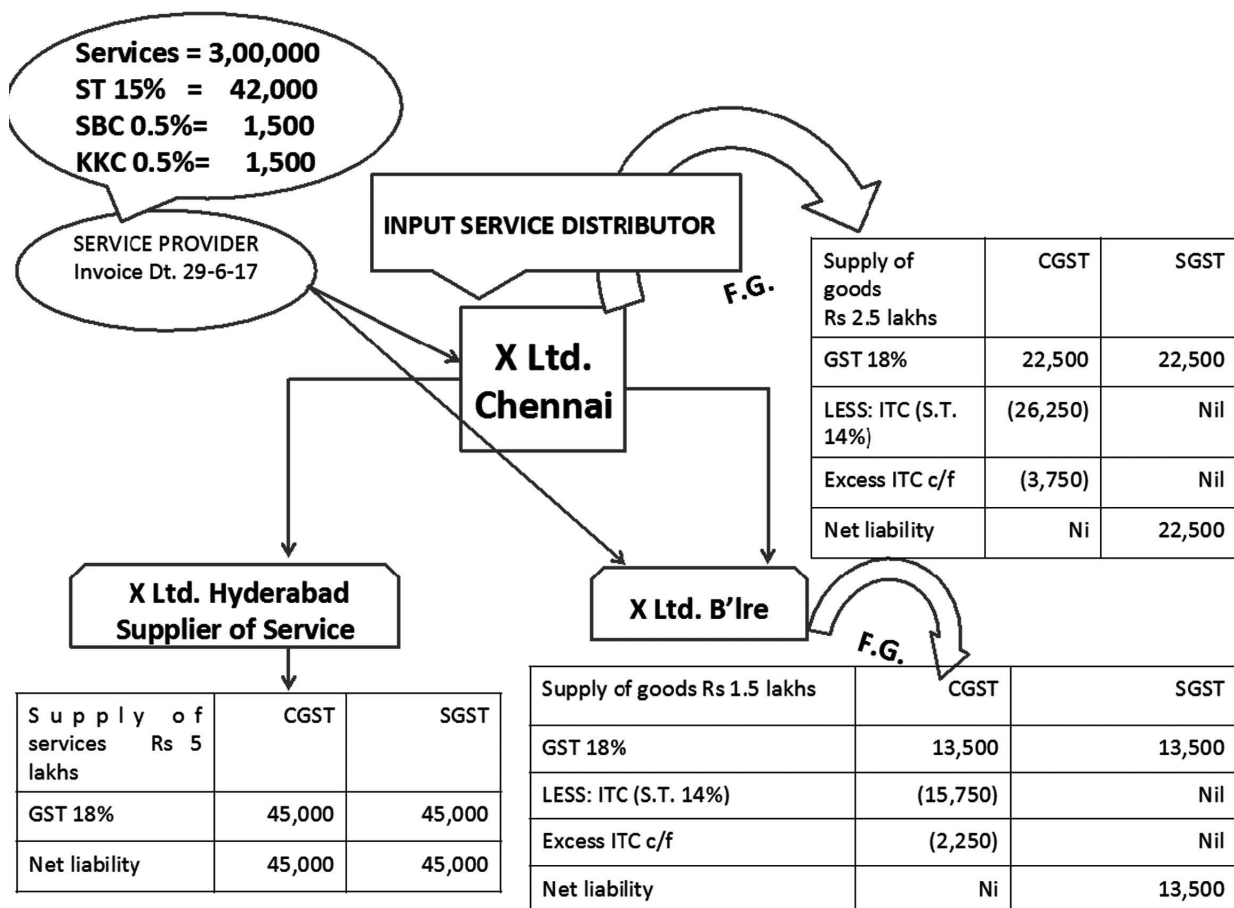 Services = 3,00,000
ST 15% = 42,000
SBC 0.5%= 1,500
KKC 0.5%= 1,500
SERVICE PROVIDER
Invoice Dt. 29-6-17
INPUT SERVICE DISTRIBUTOR
F.G.
X Ltd.
Chennai
Supply of CGST SGST
goods
Rs 2.5 lakhs
GST 18% 22,500 22,500
LESS: ITC (S.T. (26,250) Nil
14%)
Excess ITC c/f (3,750) Nil
Net liability Ni 22,500
X Ltd. Hyderabad
Supplier of Service
X Ltd. B'lre
F.G.
Supply of CGST SGST
services Rs 5
lakhs
GST 18% 45,000 45,000
Net liability 45,000 45,000
Supply of goods Rs 1.5 lakhs CGST SGST
GST 18% 13,500 13,500
LESS: ITC (S.T. 14%) (15,750) Nil
Excess ITC c/f (2,250) Nil
Net liability Ni 13,500